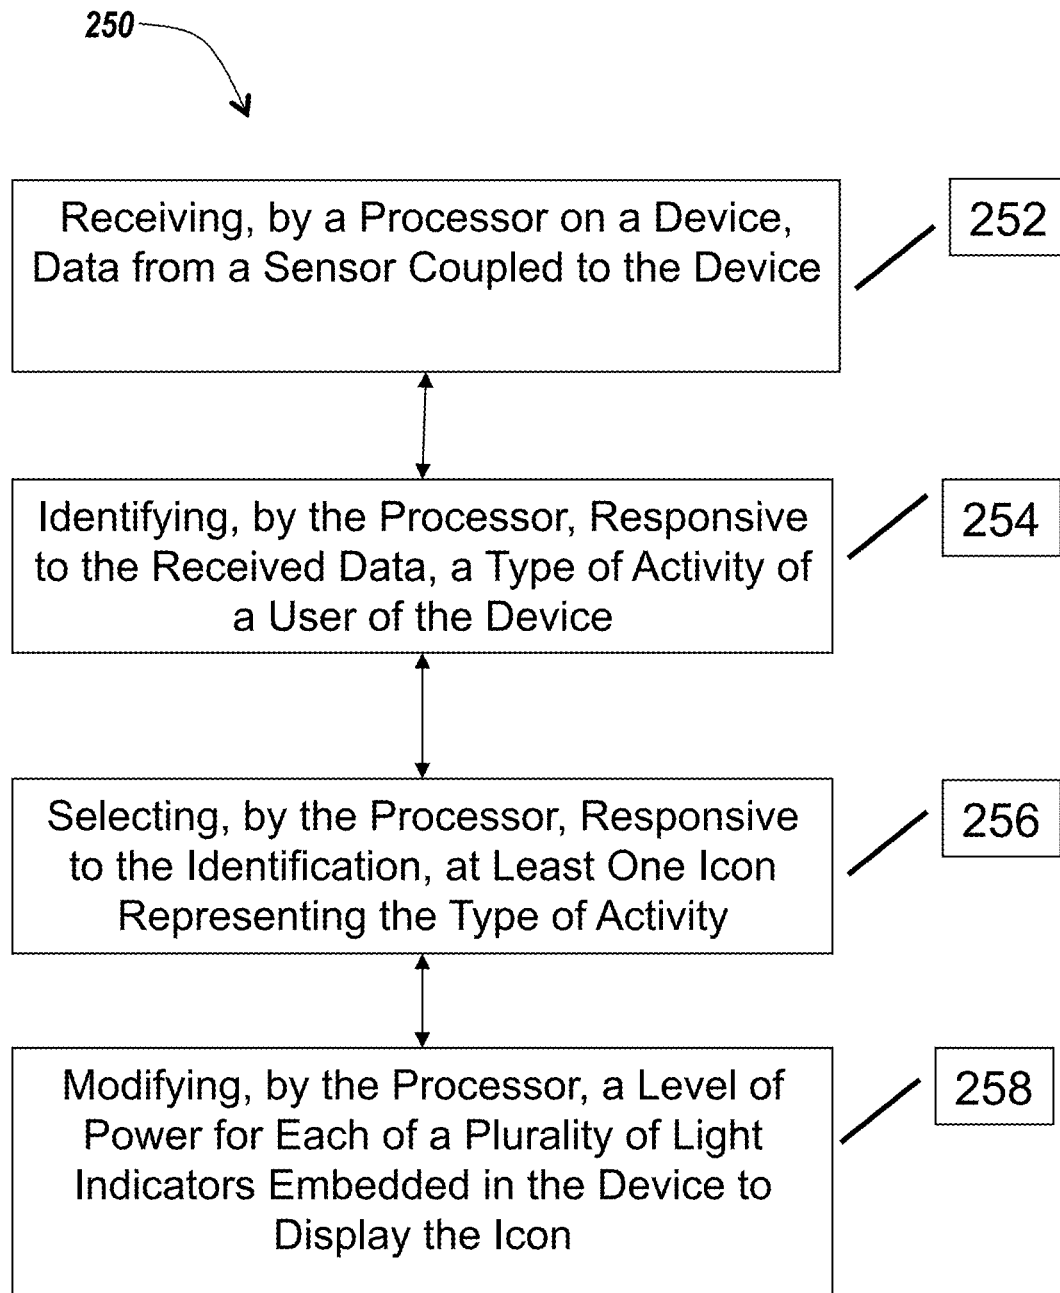 250
Receiving, by a Processor on a Device,
Data from a Sensor Coupled to the Device
252
Identifying, by the Processor, Responsive
to the Received Data, a Type of Activity of
a User of the Device
254
Selecting, by the Processor, Responsive
to the Identification, at Least One Icon
Representing the Type of Activity
256
Modifying, by the Processor, a Level of
Power for Each of a Plurality of Light
Indicators Embedded in the Device to
Display the Icon
258